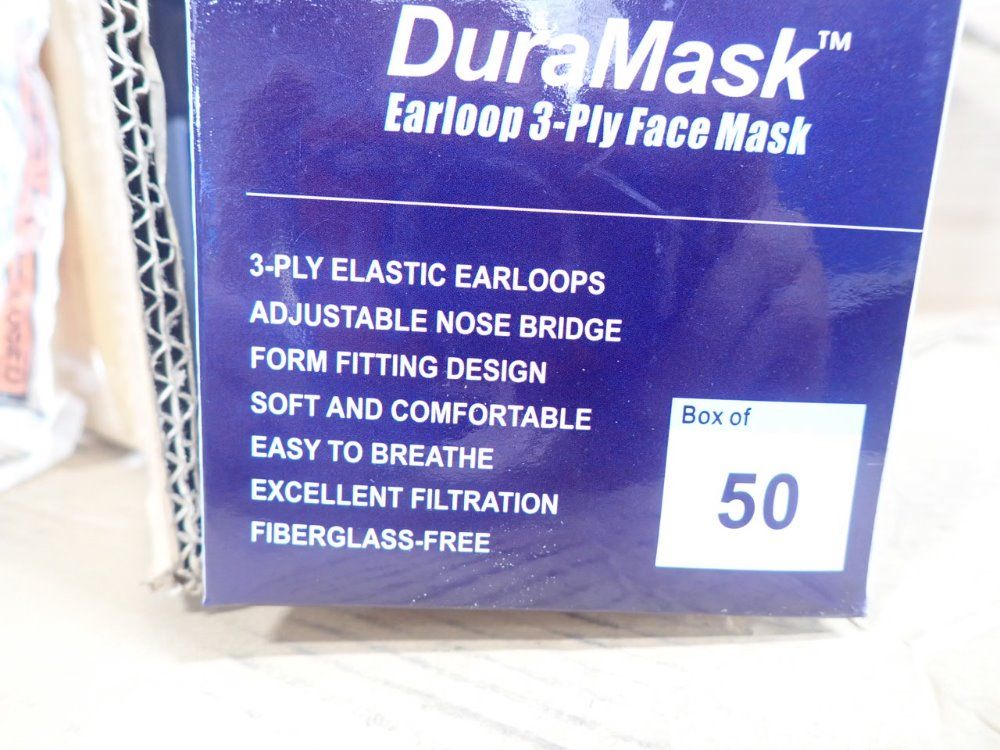 DuraMask™
Earloop 3-Ply Face Mask
3-PLY ELASTIC EARLOOPS
ADJUSTABLE NOSE BRIDGE
FORM FITTING DESIGN
SOFT AND COMFORTABLE
EASY TO BREATHE
EXCELLENT FILTRATION
FIBERGLASS-FREE
Box of
50